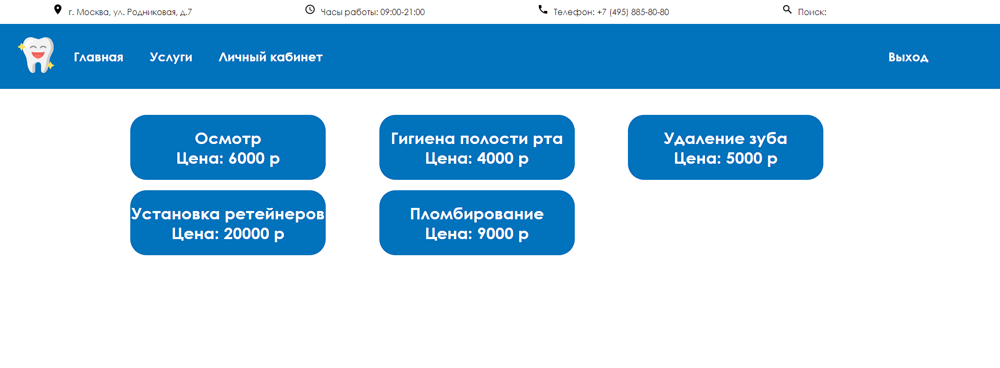 г. Москва, ул. Родниковая, д.7
Часы работы: 09:00-21:00
Телефон: +7 (495) 885-80-80
Поиск:
Главная
Услуги
Личный кабинет
Выход
Осмотр
Цена: 6000 р
Гигиена полости рта
Цена: 4000 р
Удаление зуба
Цена: 5000 р
Установка ретейнеров
Цена: 20000 р
Пломбирование
Цена: 9000 р